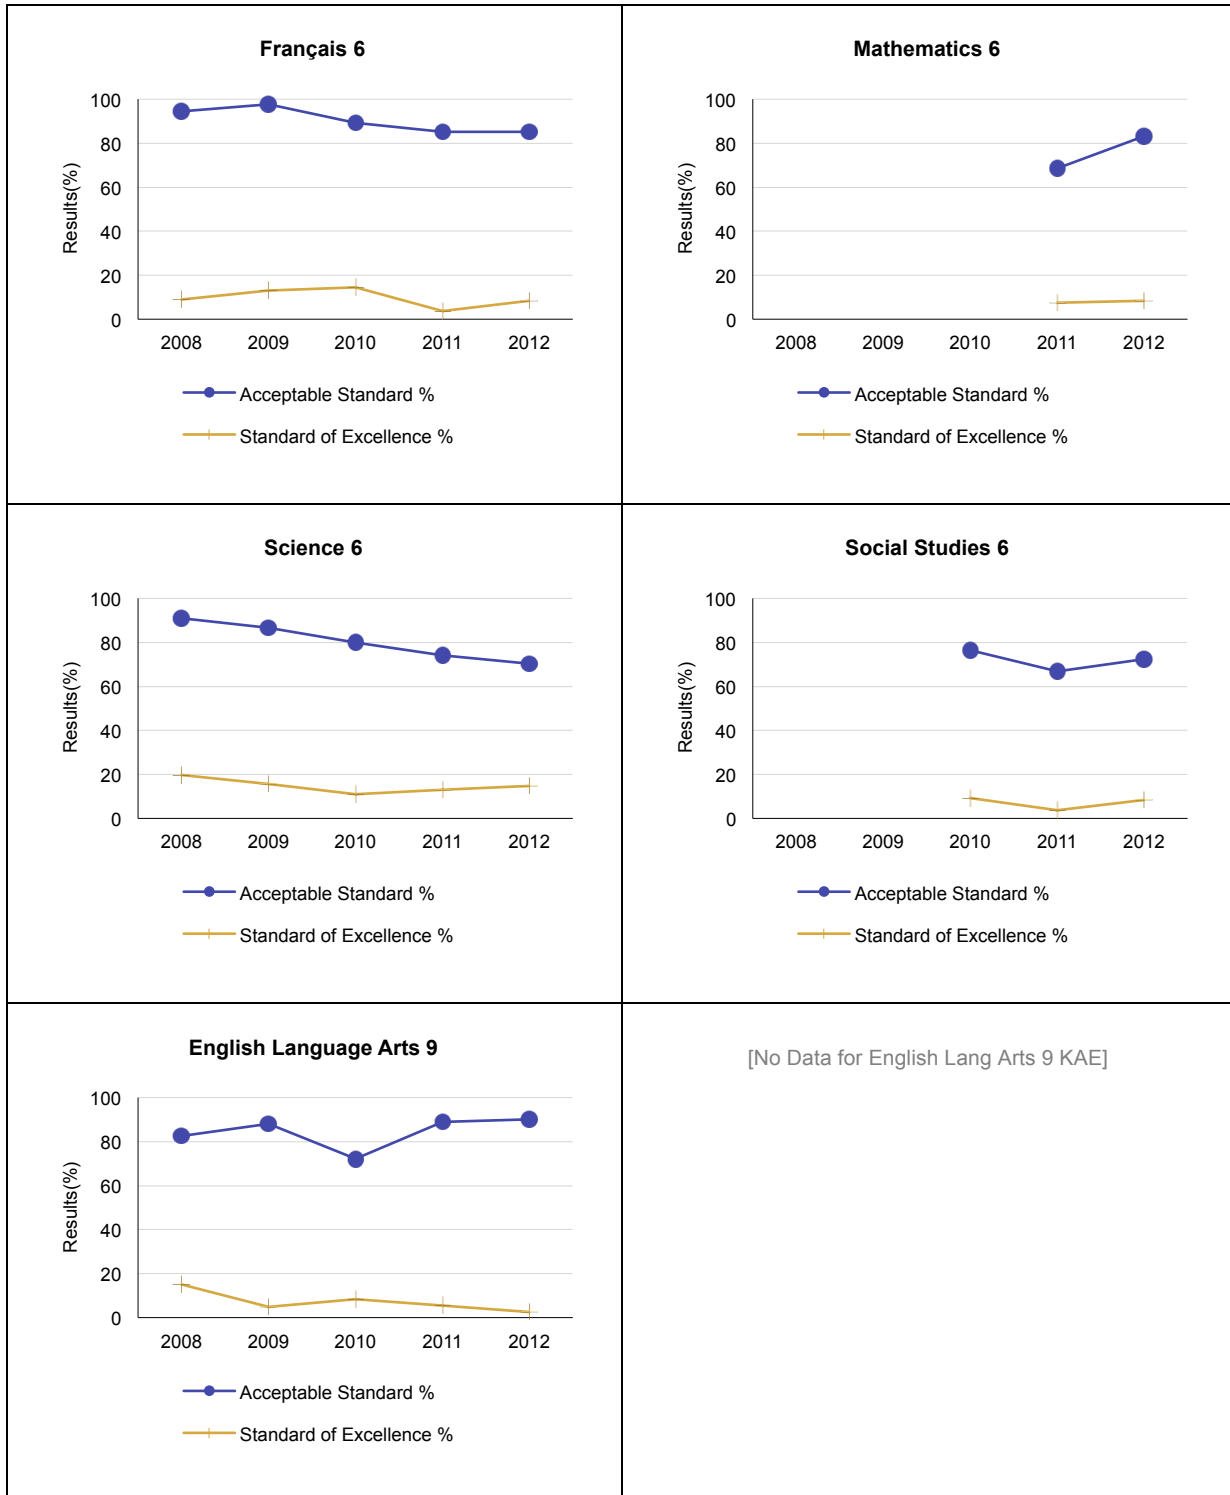 Français 6
Results(%)
100
80
60
40
20
0
2008 2009 2010 2011 2012
Acceptable Standard %
Standard of Excellence %
Mathematics 6
Results(%)
100
80
60
40
20
0
2008 2009 2010 2011 2012
Acceptable Standard %
Standard of Excellence %
Science 6
Results(%)
100
80
60
40
20
0
2008 2009 2010 2011 2012
Acceptable Standard %
Standard of Excellence %
Social Studies 6
Results(%)
100
80
60
40
20
0
2008 2009 2010 2011 2012
Acceptable Standard %
Standard of Excellence %
English Language Arts 9
Results(%)
100
80
60
40
20
0
2008 2009 2010 2011 2012
Acceptable Standard %
Standard of Excellence %
[No Data for English Lang Arts 9 KAE]